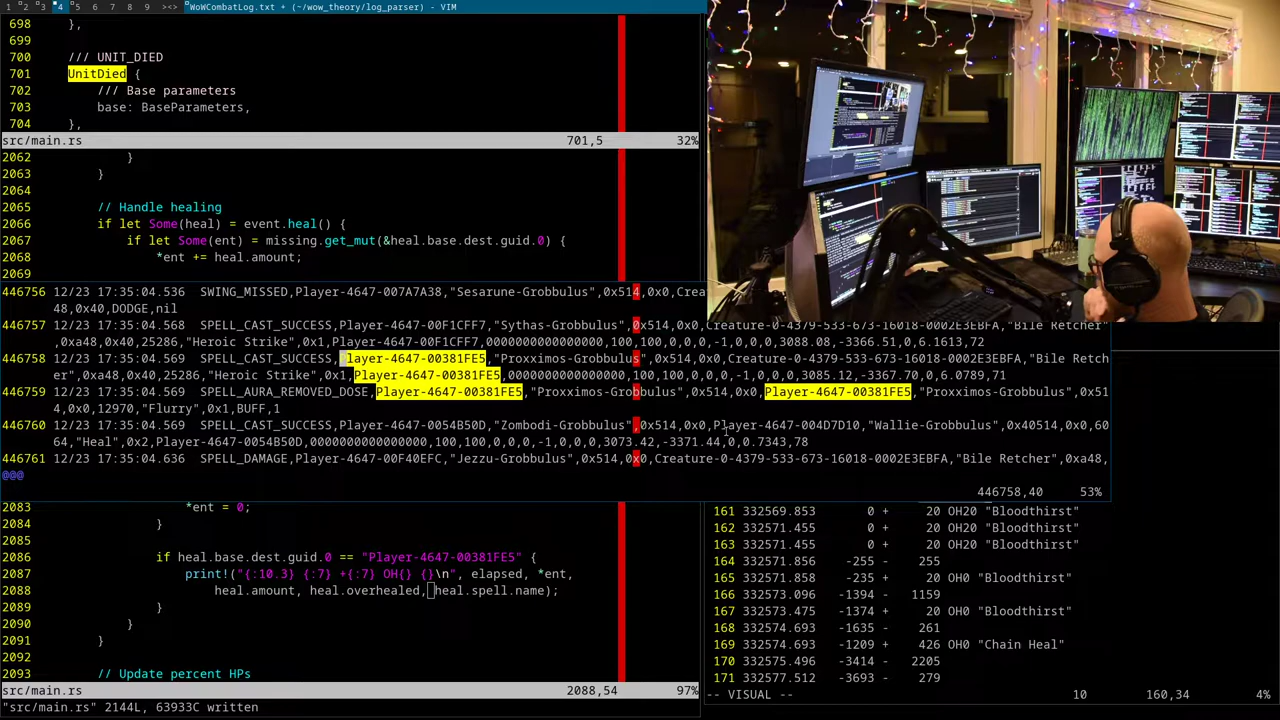 1 2 3 4 5 6 7 8 9 ><> WoWCombatLog.txt + (~/wow_theory/log_parser) - VIM
698 },
699
700 /// UNIT_DIED
701 UnitDied {
702 /// Base parameters
703 base: BaseParameters,
704 },
src/main.rs 701,5 32%
2062 }
2063 }
2064
2065 // Handle healing
2066 if let Some(heal) = event.heal() {
2067 if let Some(ent) = missing.get_mut(&heal.base.dest.guid.0) {
2068 *ent += heal.amount;
2069
446756 12/23 17:35:04.536 SWING_MISSED,Player-4647-007A7A38,"Sesarune-Grobbulus",0x514,0x0,Crea
48,0x40,DODGE,nil
446757 12/23 17:35:04.568 SPELL_CAST_SUCCESS,Player-4647-00F1CFF7,"Sythas-Grobbulus",0x514,0x0,Creature-0-4379-533-673-16018-0002E3EBFA,"Bile Retcher"
,0xa48,0x40,25286,"Heroic Strike",0x1,Player-4647-00F1CFF7,0000000000000000,100,100,0,0,0,-1,0,0,0,3088.08,-3366.51,0,6.1613,72
446758 12/23 17:35:04.568 SPELL_CAST_SUCCESS,Player-4647-00381FE5,"Proxximos-Grobbulus",0x514,0x0,Creature-0-4379-533-673-16018-0002E3EBFA,"Bile Retch
er",0xa48,0x40,25286,"Heroic Strike",0x1,Player-4647-00381FE5,0000000000000000,100,100,0,0,0,-1,0,0,0,3085.12,-3367.70,0,6.0789,71
446759 12/23 17:35:04.568 SPELL_AURA_REMOVED_DOSE,Player-4647-00381FE5,"Proxximos-Grobbulus",0x514,0x0,Player-4647-00381FE5,"Proxximos-Grobbulus",0x51
4,0x0,12970,"Flurry",0x1,BUFF,1
446760 12/23 17:35:04.636 SPELL_CAST_SUCCESS,Player-4647-0054B50D,"Zombodi-Grobbulus",0x514,0x0,Player-4647-004D7D10,"Wallie-Grobbulus",0x40514,0x0,60
64,"Heal",0x2,Player-4647-0054B50D,0000000000000000,100,100,0,0,0,-1,0,0,0,3073.42,-3371.44,0,0.7343,78
446761 12/23 17:35:04.636 SPELL_DAMAGE,Player-4647-00F40EFC,"Jezzu-Grobbulus",0x514,0x0,Creature-0-4379-533-673-16018-0002E3EBFA,"Bile Retcher",0xa48,
@@@
446758,40 53%
2083 *ent = 0;
2084 }
2085
2086 if heal.base.dest.guid.0 == "Player-4647-00381FE5" {
2087 print!("{:10.3} {:7} +{:7} OH{} {}\n", elapsed, *ent,
2088 heal.amount, heal.overhealed, heal.spell.name);
2089 }
2090 }
2091 }
2092
2093 // Update percent HPs
src/main.rs 2088,54 97%
"src/main.rs" 2144L, 63933C written
161 332569.853 0 + 20 OH20 "Bloodthirst"
162 332571.455 0 + 20 OH20 "Bloodthirst"
163 332571.455 0 + 20 OH20 "Bloodthirst"
164 332571.856 -255 - 255
165 332571.858 -235 + 20 OH0 "Bloodthirst"
166 332573.096 -1394 - 1159
167 332573.475 -1374 + 20 OH0 "Bloodthirst"
168 332574.693 -1635 - 261
169 332574.693 -1209 + 426 OH0 "Chain Heal"
170 332575.496 -3414 - 2205
171 332577.512 -3693 - 279
-- VISUAL -- 10 160,34 4%